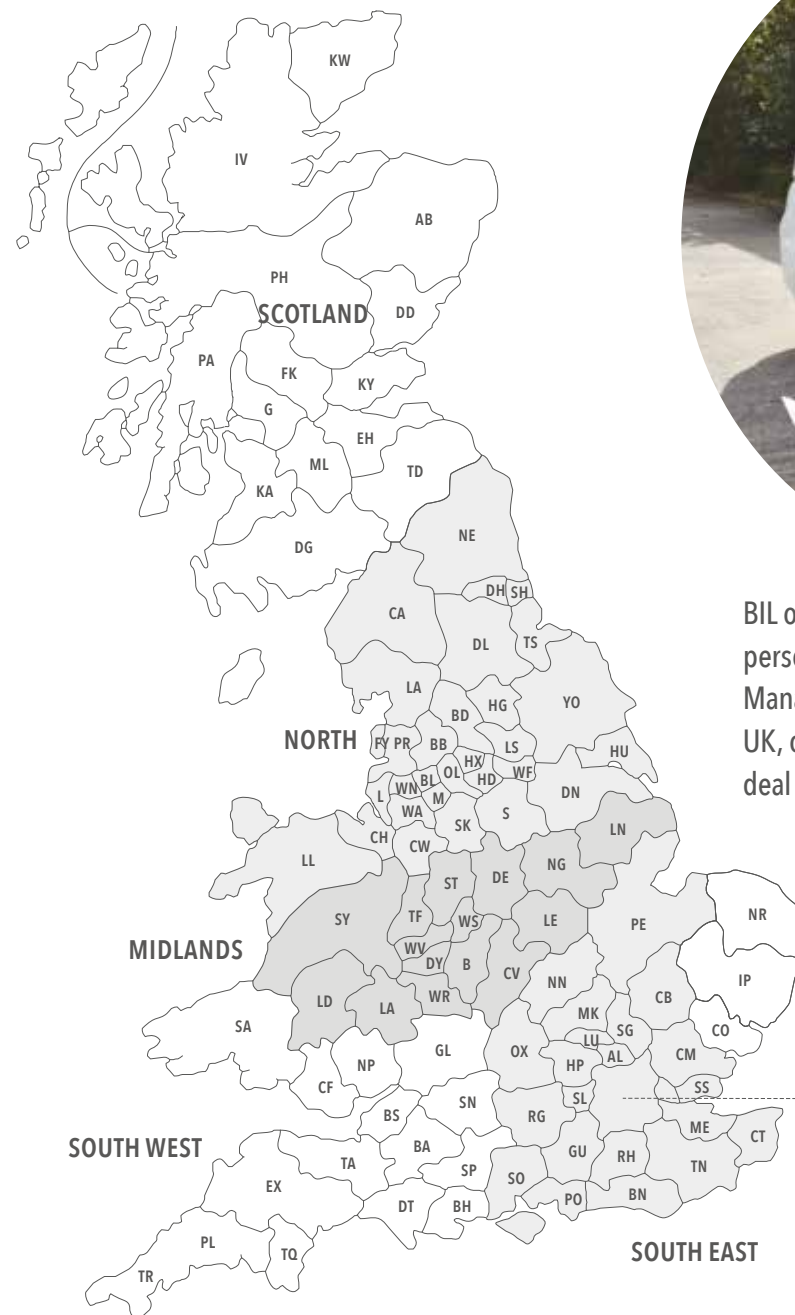 KW
IV
AB
PH
SCOTLAND
DD
PA
FK
KY
G
EH
ML
TD
KA
DG
NE
DH
SH
CA
DL
TS
LA
HG
YO
BD
NORTH
FY
PR
BB
LS
HU
HX
OL
WF
HD
BL
WN
L
M
DN
WA
S
SK
LN
CH
CW
LL
NG
DE
ST
TF
WS
LE
SY
PE
NR
MIDLANDS
WV
DY
B
CV
NN
IP
CB
LD
LA
WR
MK
SG
CO
SA
LU
OX
AL
CM
GL
NP
HP
CF
SS
SL
SN
BS
RG
ME
CT
SOUTH WEST
BA
TA
GU
RH
TN
SP
SO
EX
DT
BH
PO
BN
PL
TQ
TR
SOUTH EAST
BIL o
perso
Mana
UK, c
deal